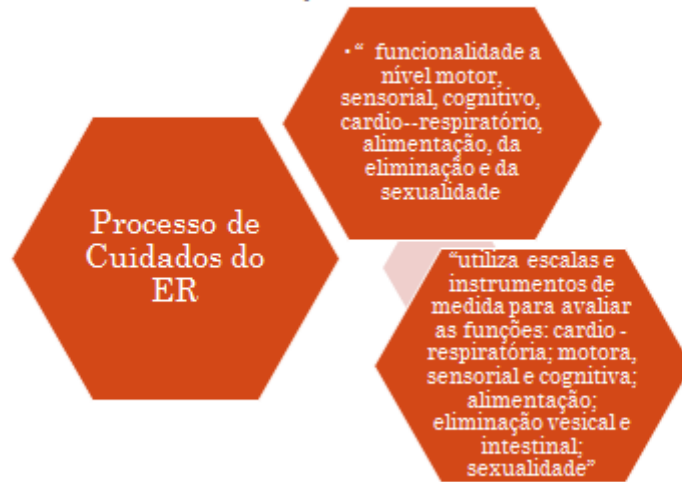 •“ funcionalidade a
nível motor,
sensorial, cognitivo,
cardio--respiratório,
alimentação, da
eliminação e da
sexualidade
Processo de
Cuidados do
ER
“utiliza escalas e
instrumentos de
medida para avaliar
as funções: cardio -
respiratória; motora,
sensorial e cognitiva;
alimentação;
eliminação vesical e
intestinal;
sexualidade”